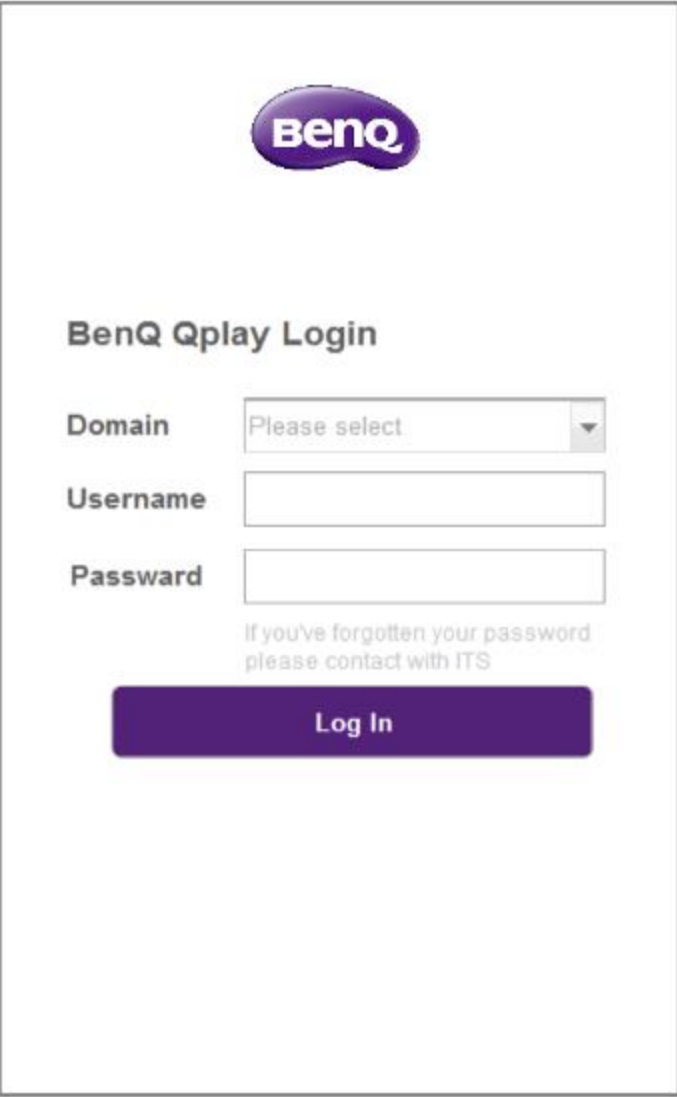 BenQ
BenQ Qplay Login
Domain Please select
Username
Passward
If you've forgotten your password
please contact with ITS
Log In